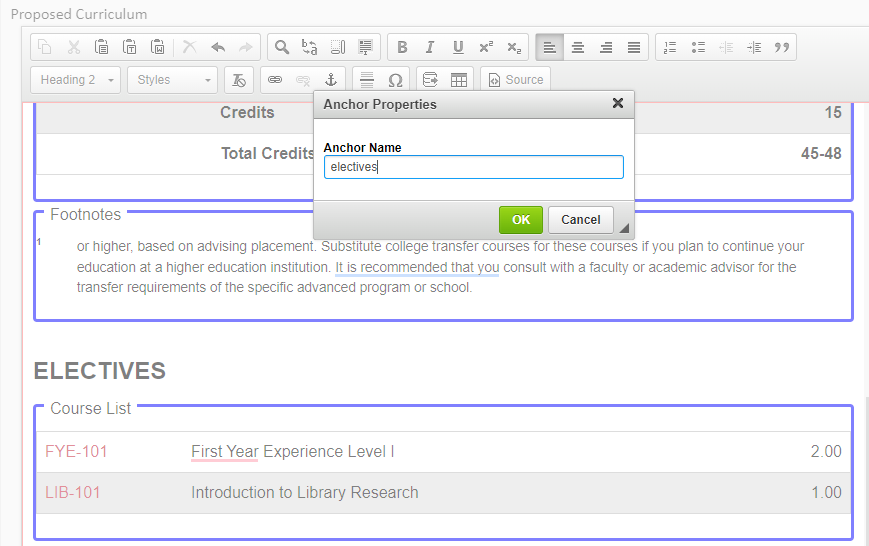 Proposed Curriculum
B I U x² x₂
Heading 2 Styles Ω Source
Anchor Properties
Credits 15
Anchor Name
Total Credits 45-48
electives
OK Cancel
Footnotes
1 or higher, based on advising placement. Substitute college transfer courses for these courses if you plan to continue your
education at a higher education institution. It is recommended that you consult with a faculty or academic advisor for the
transfer requirements of the specific advanced program or school.
ELECTIVES
Course List
FYE-101 First Year Experience Level I 2.00
LIB-101 Introduction to Library Research 1.00